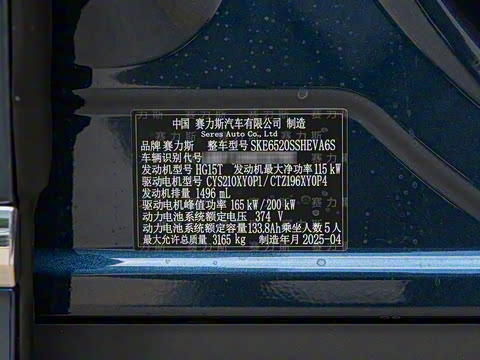 中国 赛力斯汽车有限公司 制造
Seres Auto Co., Ltd
品牌 赛力斯 整车型号 SKE6520SSHEVA6S
车辆识别代号
发动机型号 HG15T 发动机最大净功率 115 kW
驱动电机型号 CYS210XY0P1/CTZ196XY0P4
发动机排量 1496 mL
驱动电机峰值功率 165 kW/200 kW
动力电池系统额定电压 374 V
动力电池系统额定容量 133.8Ah 乘坐人数 5 人
最大允许总质量 3165 kg 制造年月 2025-04